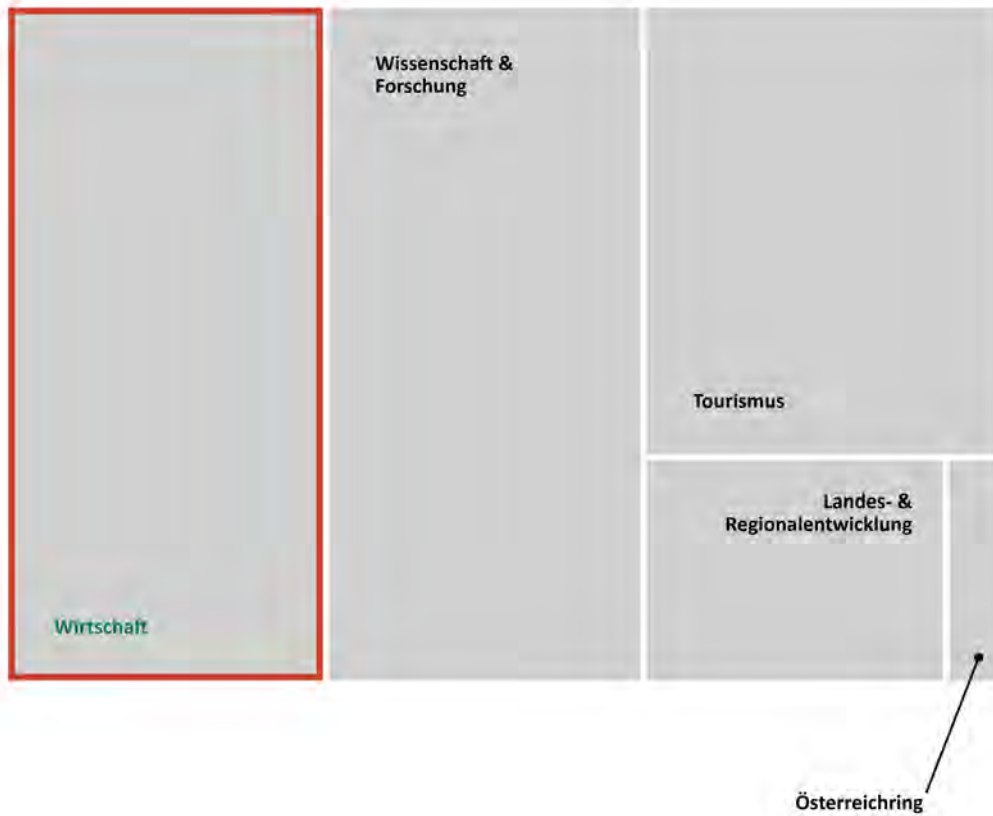 Wissenschaft &
Forschung
Tourismus
Landes- &
Regionalentwicklung
Wirtschaft
Österreichring